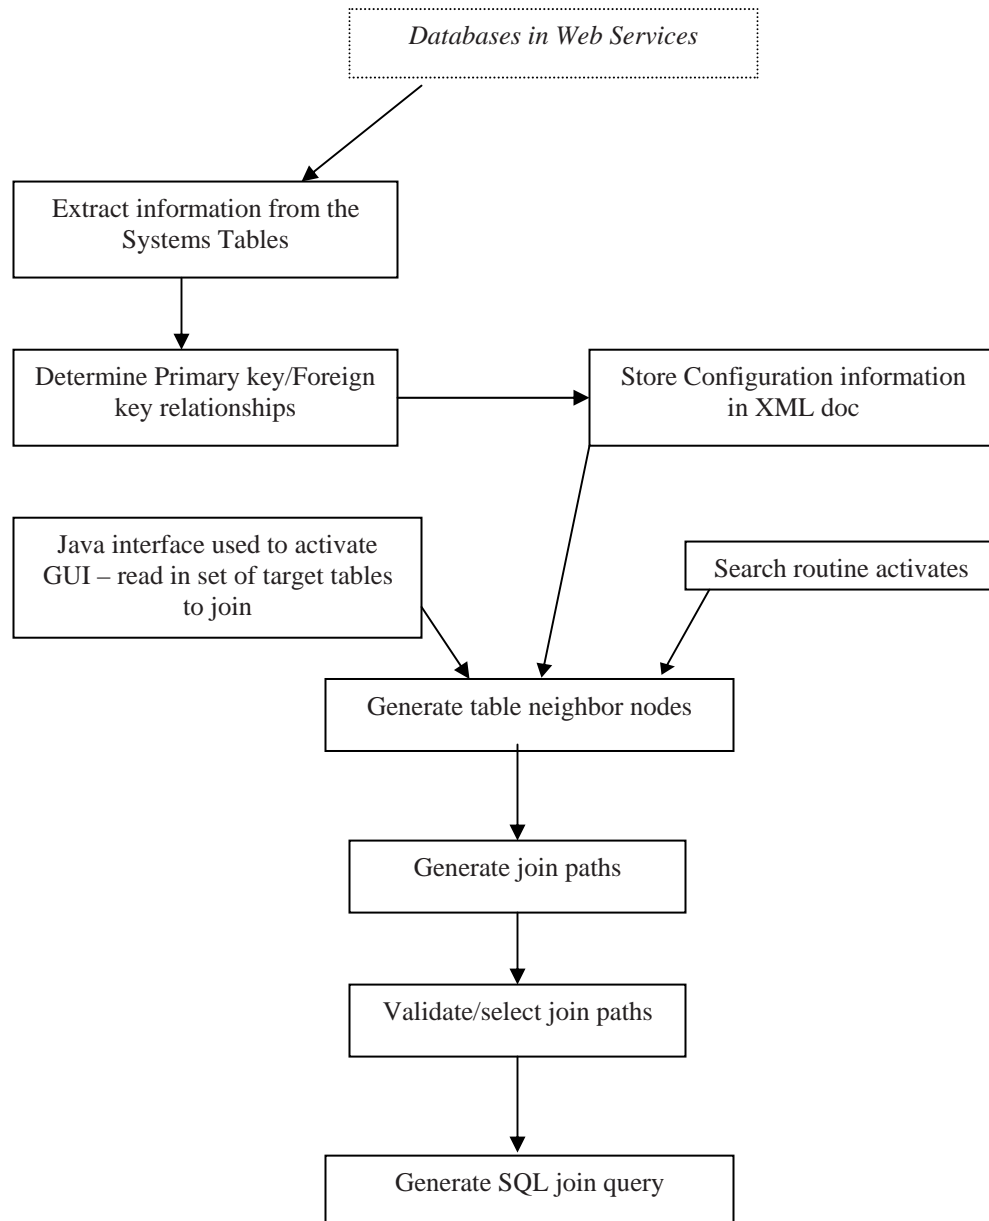 Databases in Web Services
Extract information from the
Systems Tables
Determine Primary key/Foreign
key relationships
Store Configuration information
in XML doc
Java interface used to activate
GUI – read in set of target tables
to join
Search routine activates
Generate table neighbor nodes
Generate join paths
Validate/select join paths
Generate SQL join query